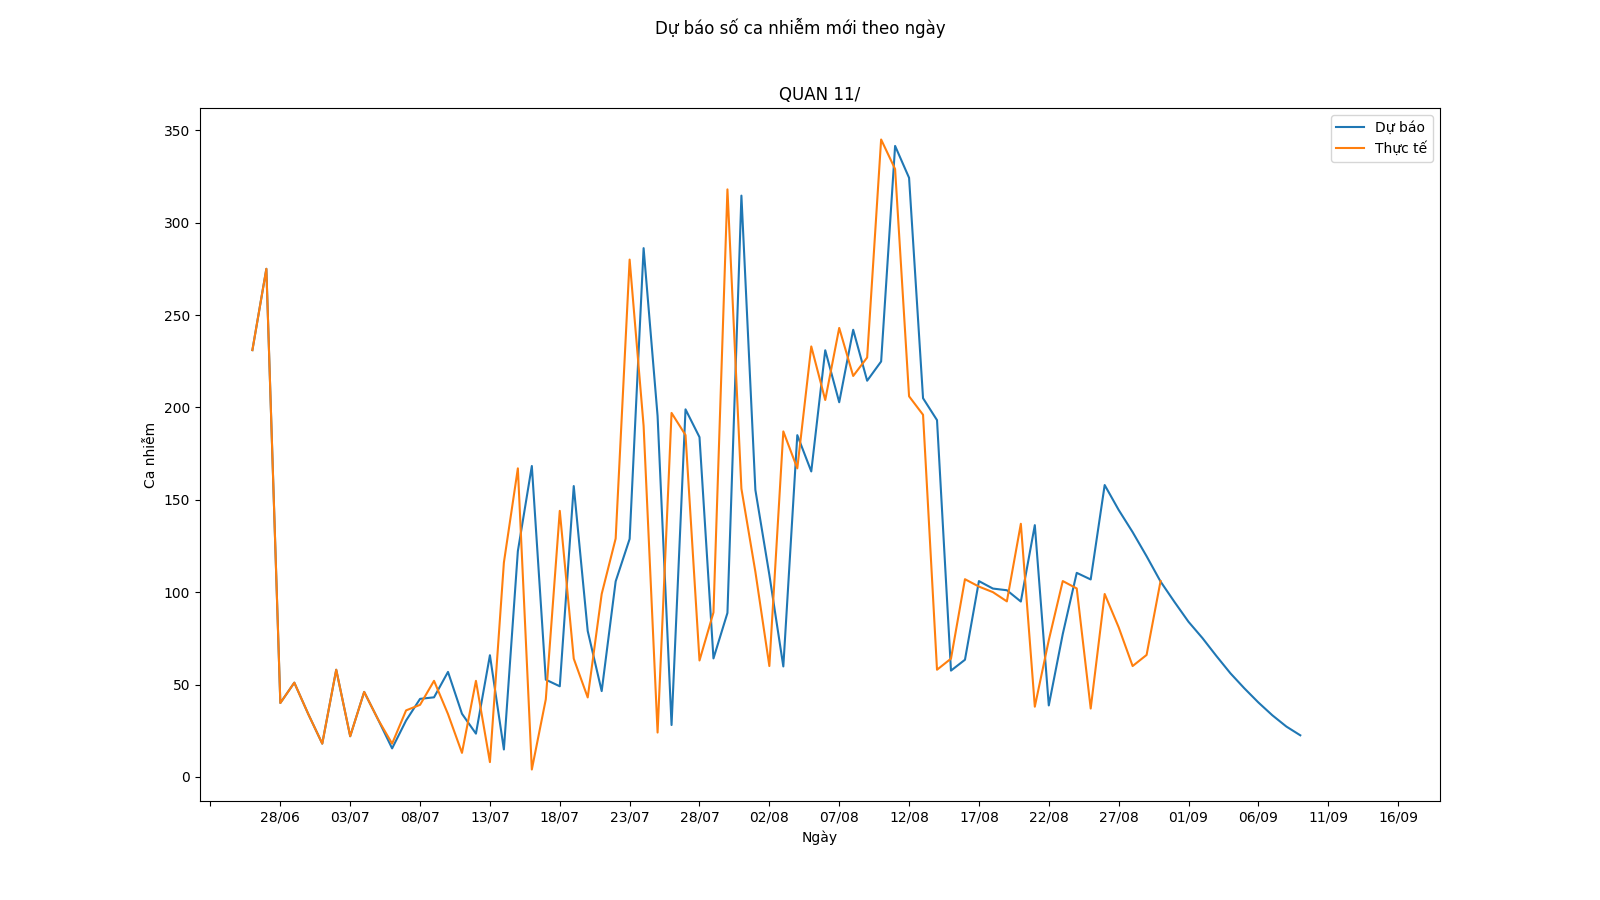 Dự báo số ca nhiễm mới theo ngày
QUAN 11/
Dự báo
Thực tế
350
300
250
200
150
100
50
0
Ca nhiễm
28/06 03/07 08/07 13/07 18/07 23/07 28/07 02/08 07/08 12/08 17/08 22/08 27/08 01/09 06/09 11/09 16/09
Ngày